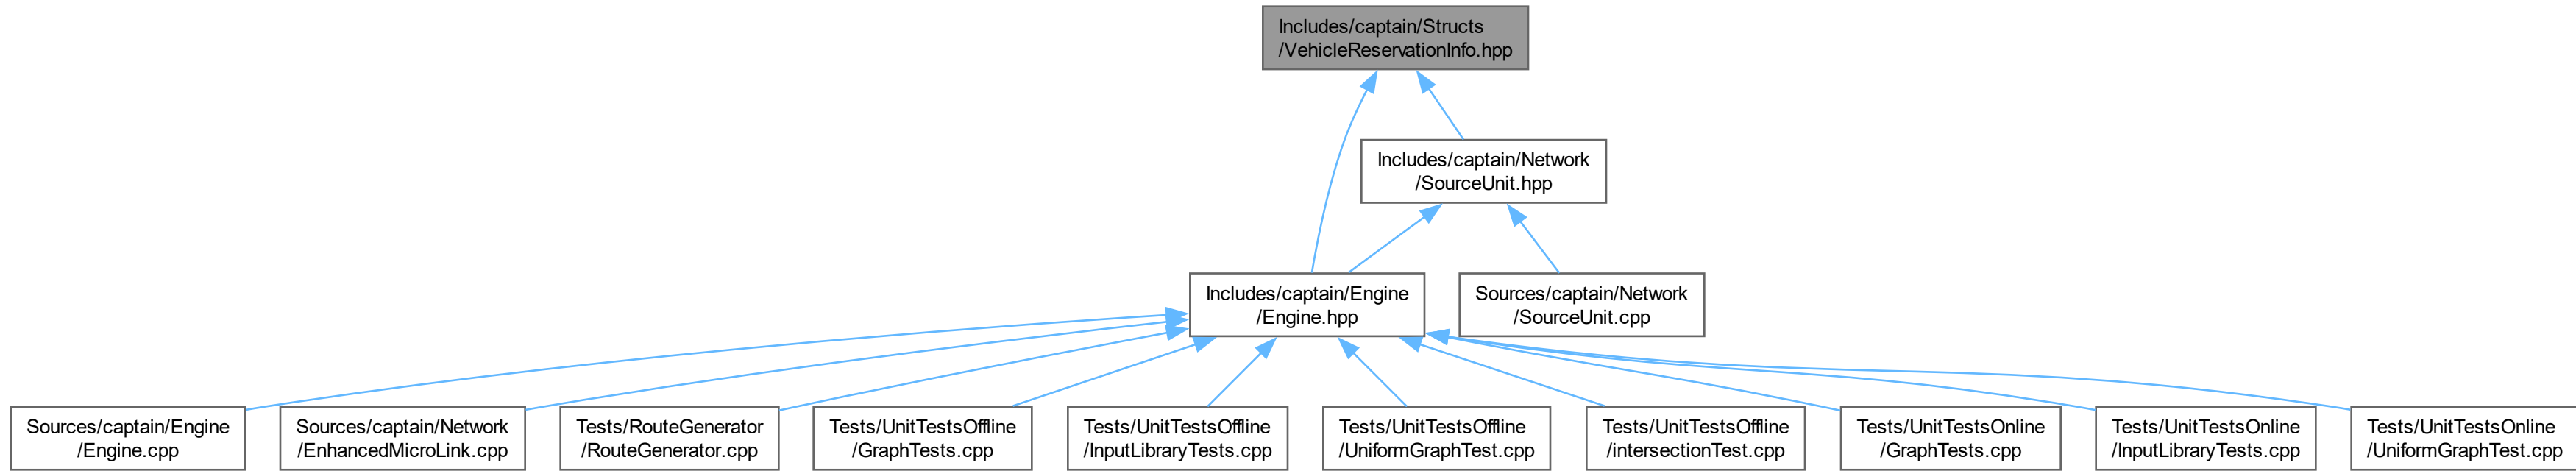 Includes/captain/Structs
/VehicleReservationInfo.hpp
Includes/captain/Network
/SourceUnit.hpp
Includes/captain/Engine
/Engine.hpp
Sources/captain/Network
/SourceUnit.cpp
Sources/captain/Engine
/Engine.cpp
Sources/captain/Network
/EnhancedMicroLink.cpp
Tests/RouteGenerator
/RouteGenerator.cpp
Tests/UnitTestsOffline
/GraphTests.cpp
Tests/UnitTestsOffline
/InputLibraryTests.cpp
Tests/UnitTestsOffline
/UniformGraphTest.cpp
Tests/UnitTestsOffline
/intersectionTest.cpp
Tests/UnitTestsOnline
/GraphTests.cpp
Tests/UnitTestsOnline
/InputLibraryTests.cpp
Tests/UnitTestsOnline
/UniformGraphTest.cpp